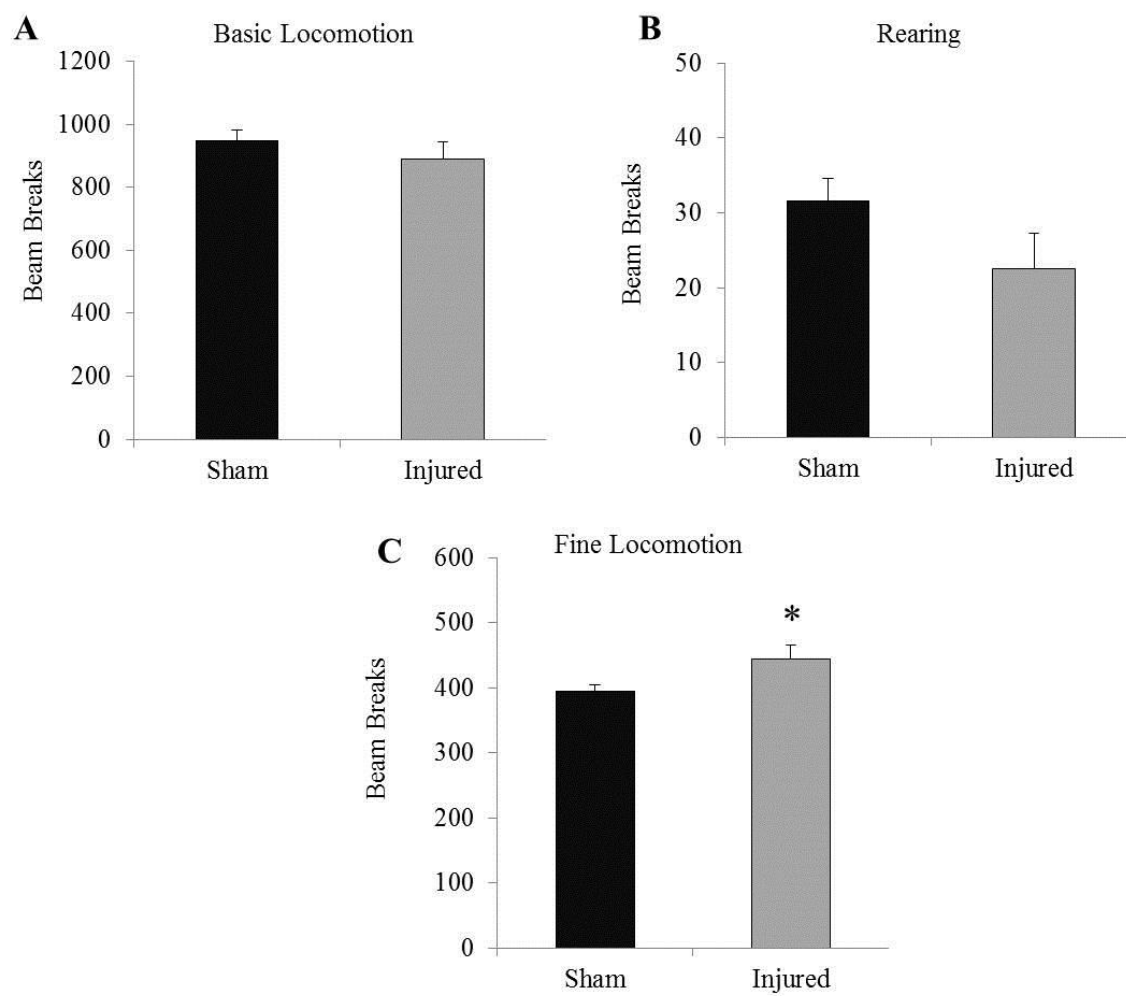 A
Basic Locomotion
1200
1000
800
600
400
200
0
Beam Breaks
Sham Injured
B
Rearing
50
40
30
20
10
0
Beam Breaks
Sham Injured
C
Fine Locomotion
600
500
400
300
200
100
0
Beam Breaks
*
Sham Injured